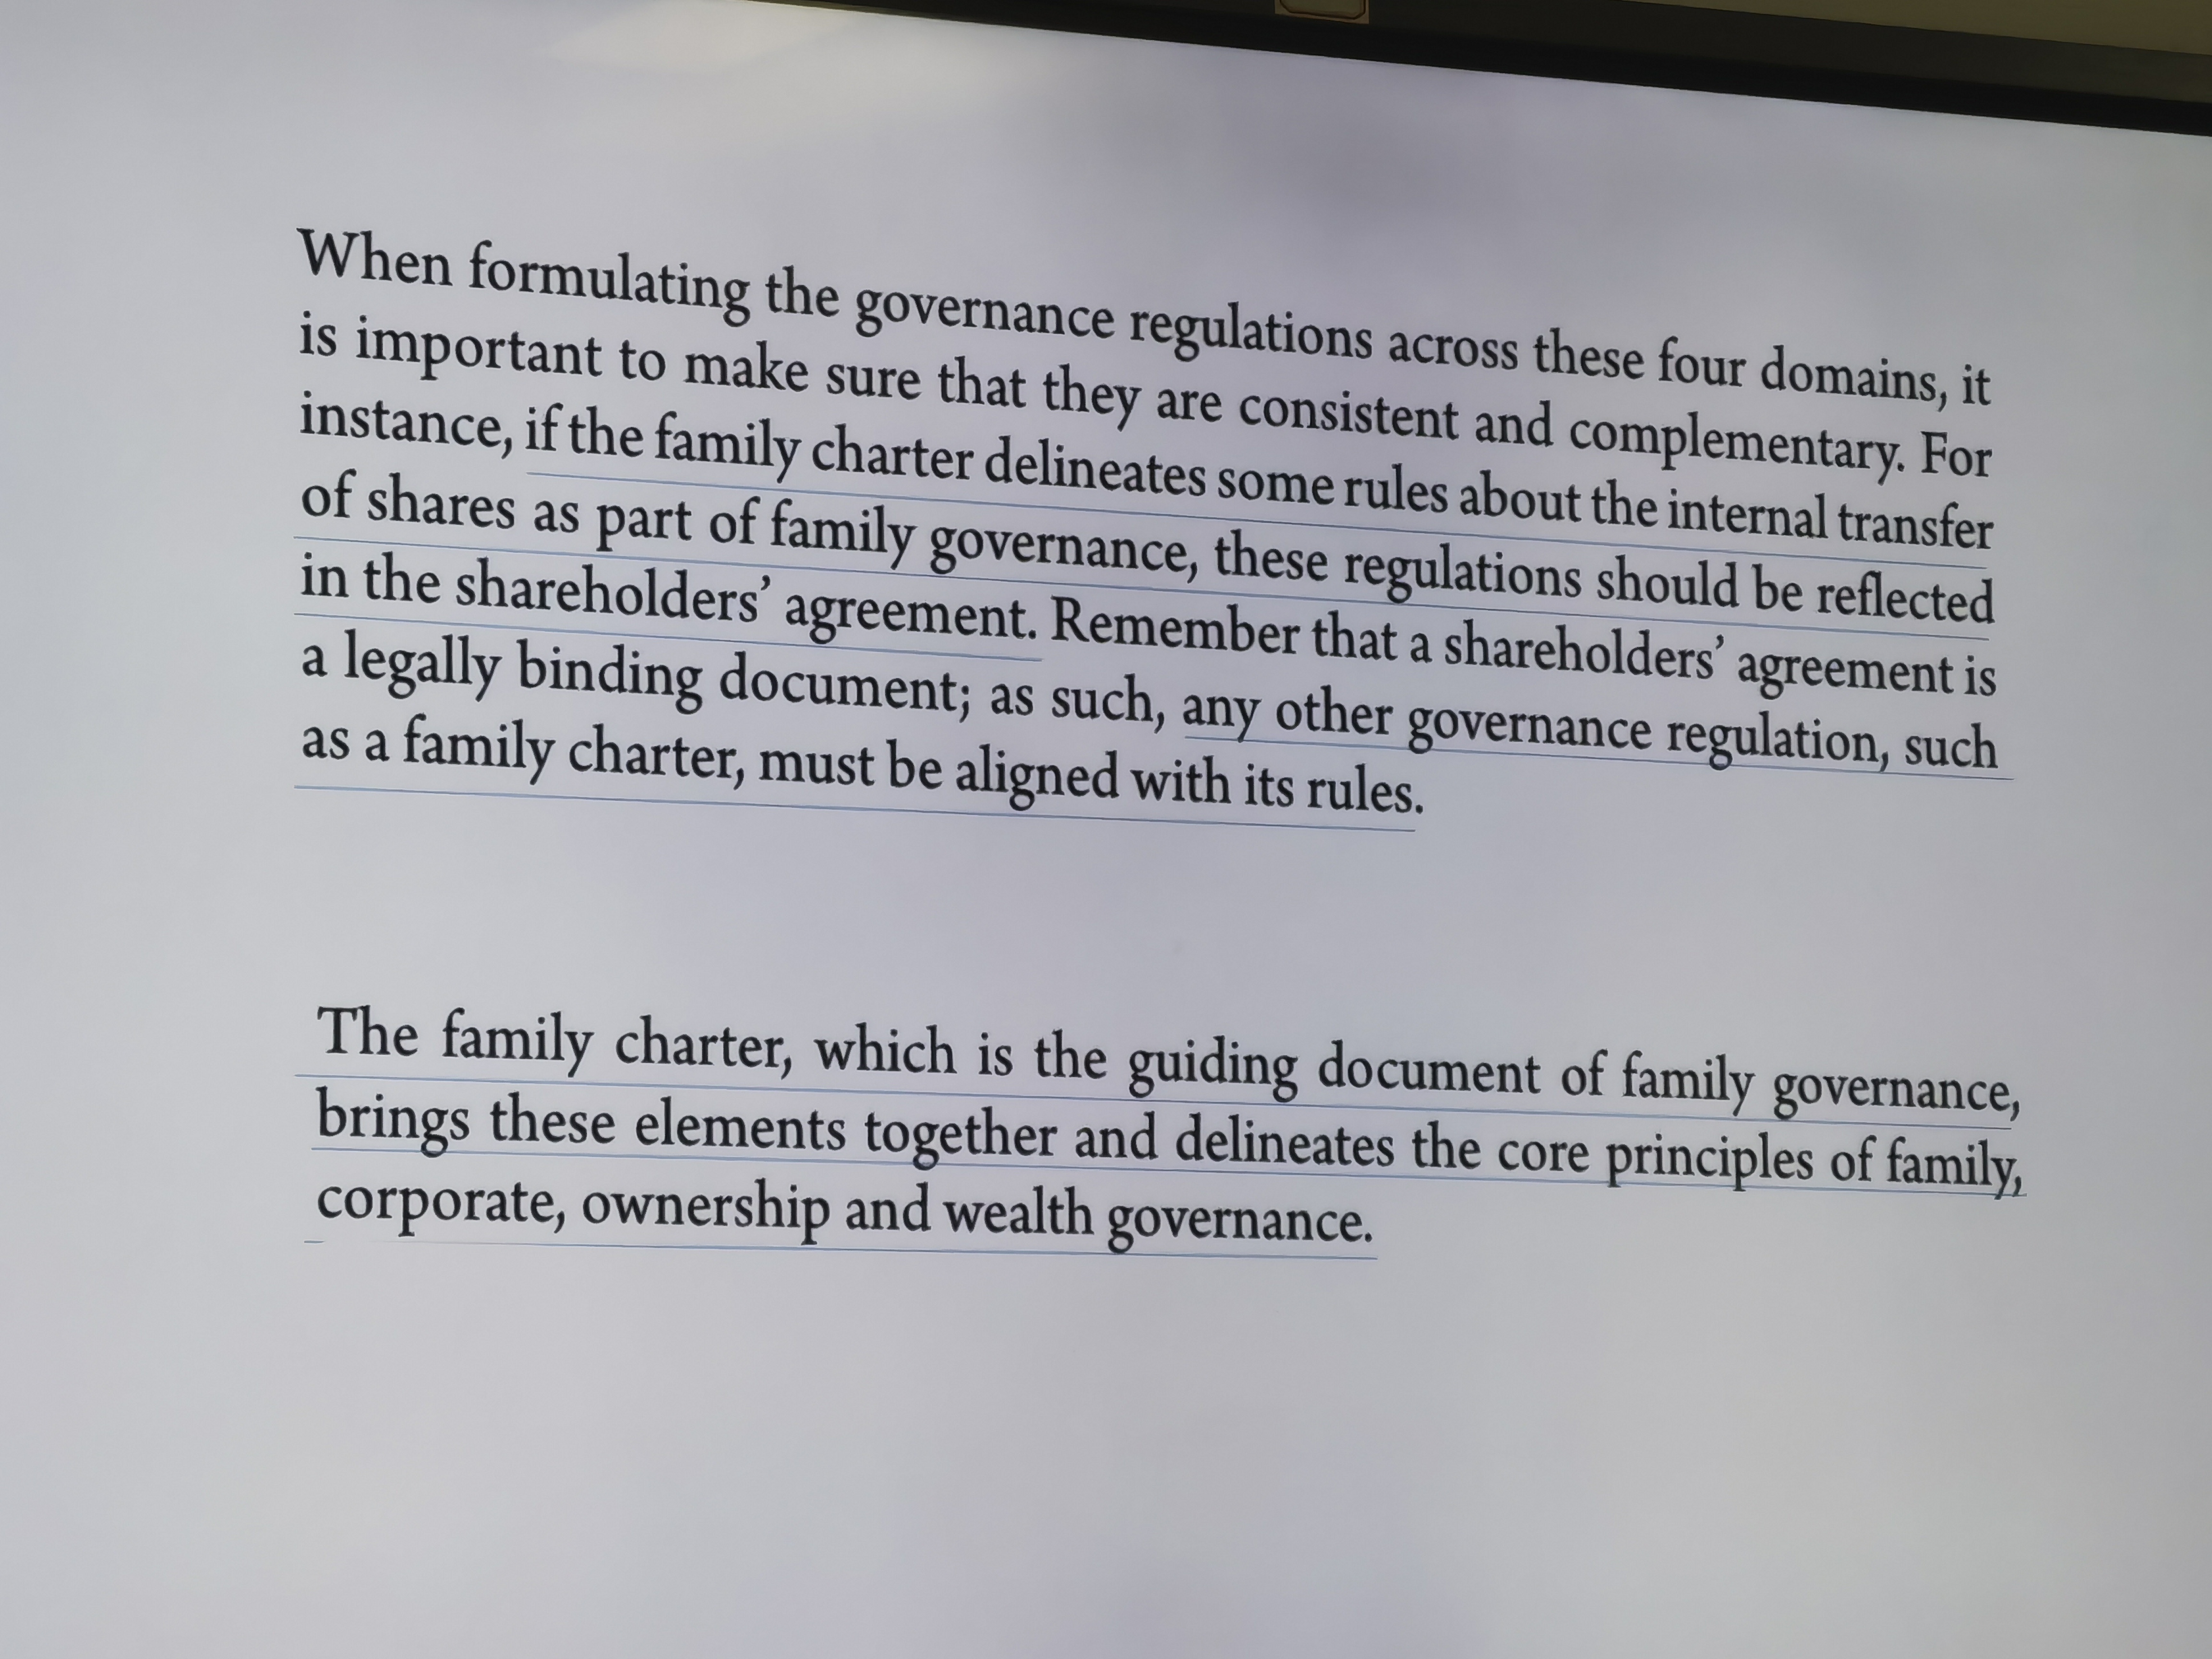 When formulating the governance regulations across these four domains, it
is important to make sure that they are consistent and complementary. For
instance, if the family charter delineates some rules about the internal transfer
of shares as part of family governance, these regulations should be reflected
in the shareholders’ agreement. Remember that a shareholders’ agreement is
a legally binding document; as such, any other governance regulation, such
as a family charter, must be aligned with its rules.
The family charter, which is the guiding document of family governance,
brings these elements together and delineates the core principles of family,
corporate, ownership and wealth governance.